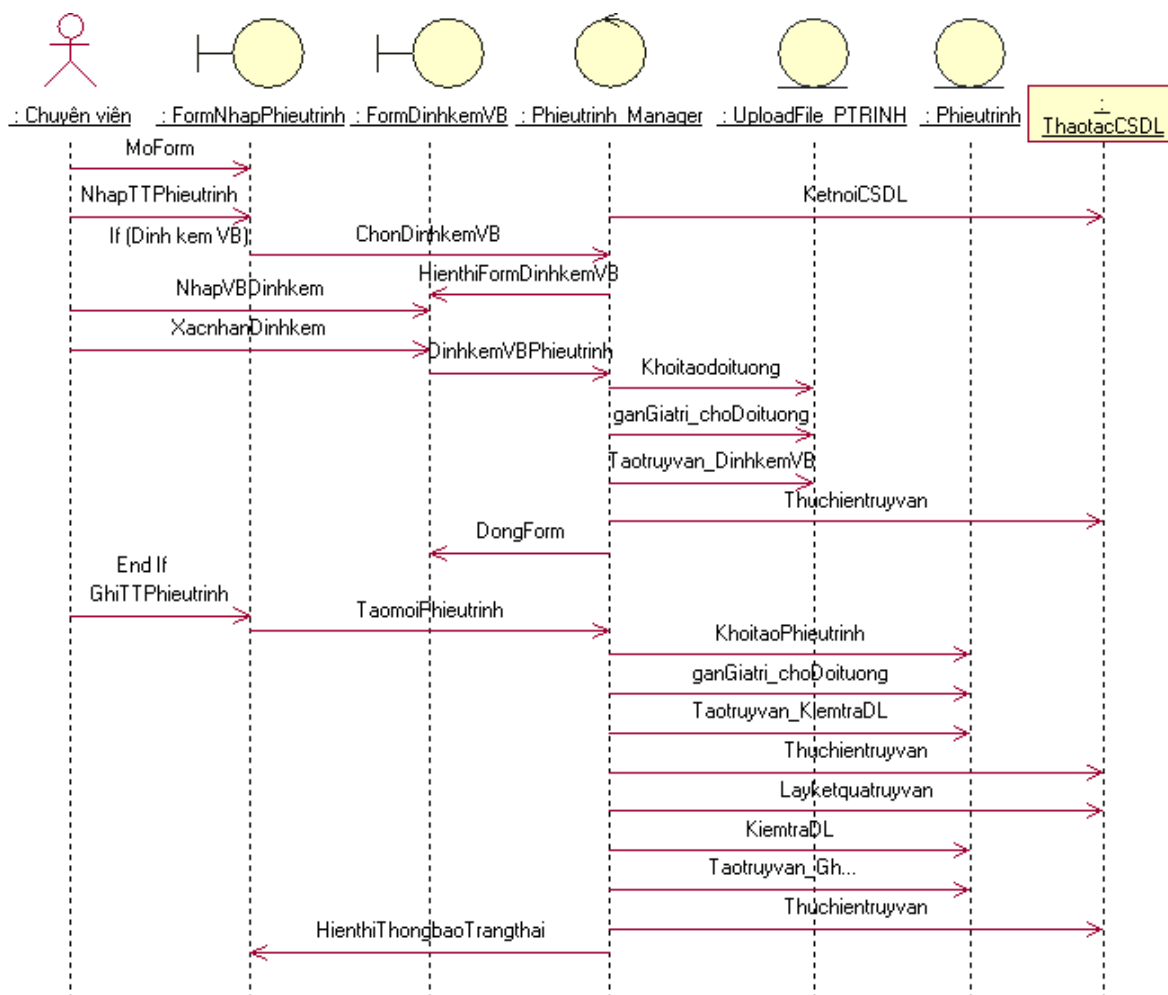 : Chuyên viên
: FormNhapPhieutrinh
: FormDinhkemVB
: Phieutrinh_Manager
: UploadFile_PTRINH
: Phieutrinh
:
ThaotacCSDL
MoForm
NhapTTPhieutrinh
KetnoiCSDL
If (Dinh kem VB)
ChonDinhkemVB
HienthiFormDinhkemVB
NhapVBDinhkem
XacnhanDinhkem
DinhkemVBPhieutrinh
Khoitaodoituong
ganGiatri_choDoituong
Taotruyvan_DinhkemVB
Thuchientruyvan
DongForm
End If
GhiTTPhieutrinh
TaomoiPhieutrinh
KhoitaoPhieutrinh
ganGiatri_choDoituong
Taotruyvan_KIemtraDL
Thuchientruyvan
Layketquatruyvan
KiemtraDL
Taotruyvan_Gh...
Thuchientruyvan
HienthiThongbaoTrangthai